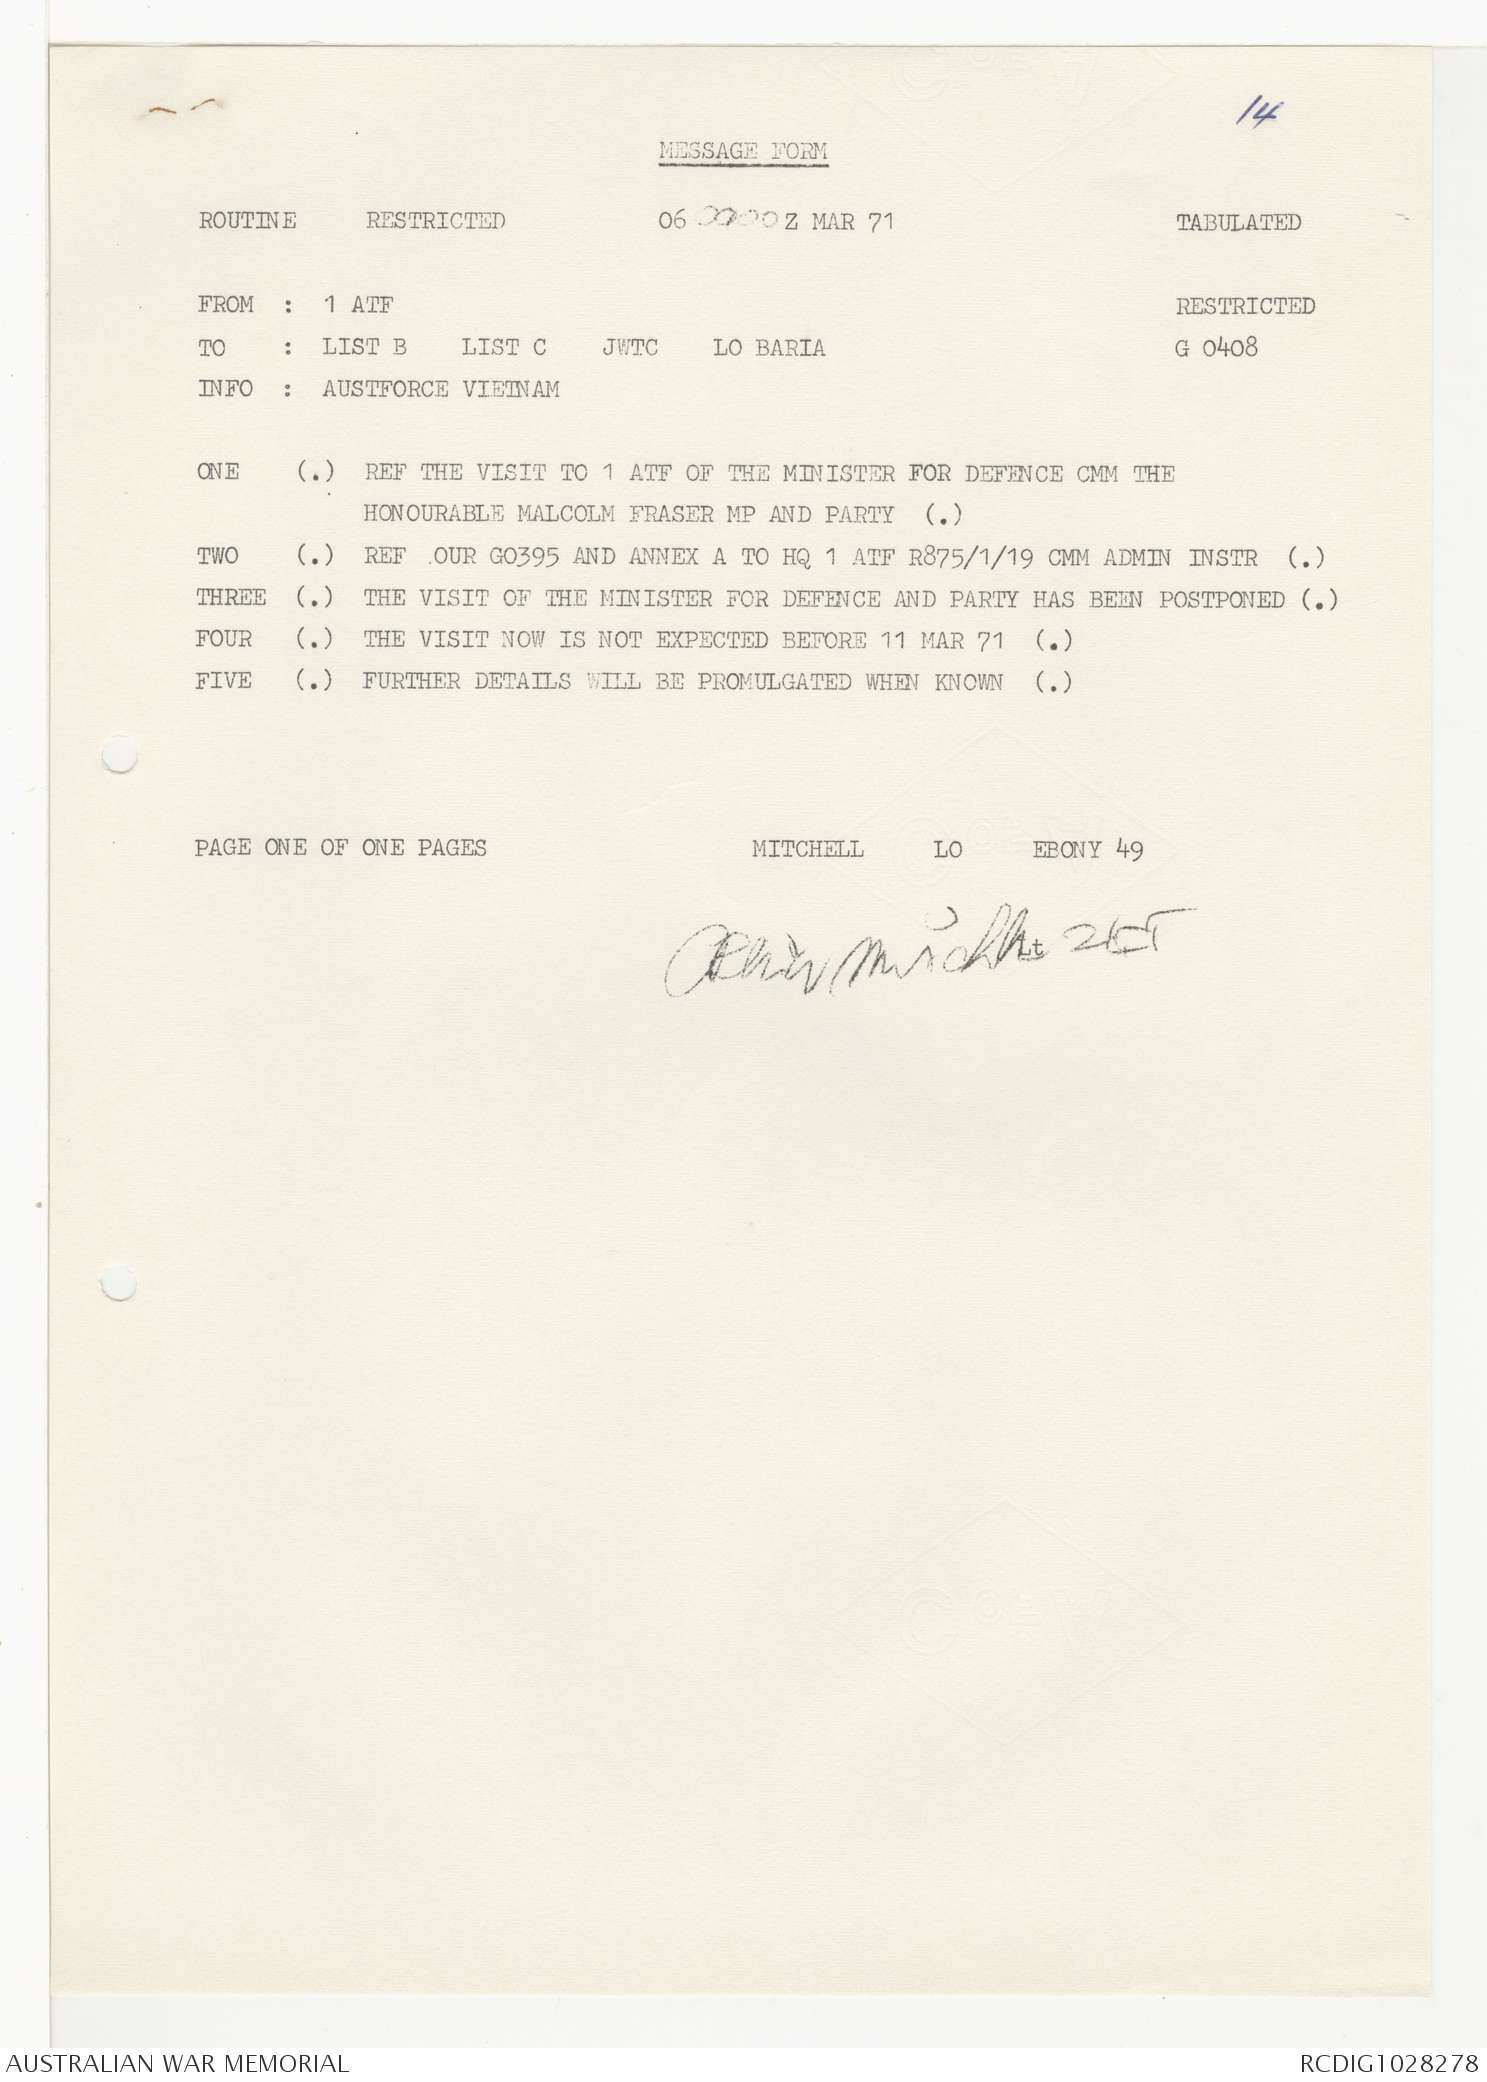 14
MESSAGE FORM
ROUTINE RESTRICTED 060900Z MAR 71 TABULATED
FROM : 1 ATF RESTRICTED
TO : LIST B LIST C JWTC LO BARIA G 0408
INFO : AUSTFORCE VIETNAM
ONE (.) REF THE VISIT TO 1 ATF OF THE MINISTER FOR DEFENCE CMM THE
HONOURABLE MALCOLM FRASER MP AND PARTY (.)
TWO (.) REF .OUR GO395 AND ANNEX A TO HQ 1 ATF R875/1/19 CMM ADMIN INSTR (.)
THREE (.) THE VISIT OF THE MINISTER FOR DEFENCE AND PARTY HAS BEEN POSTPONED (.)
FOUR (.) THE VISIT NOW IS NOT EXPECTED BEFORE 11 MAR 71 (.)
FIVE (.) FURTHER DETAILS WILL BE PROMULGATED WHEN KNOWN (.)
PAGE ONE OF ONE PAGES MITCHELL LO EBONY 49
Lt
C of W
AUSTRALIAN WAR MEMORIAL RCDIG1028278